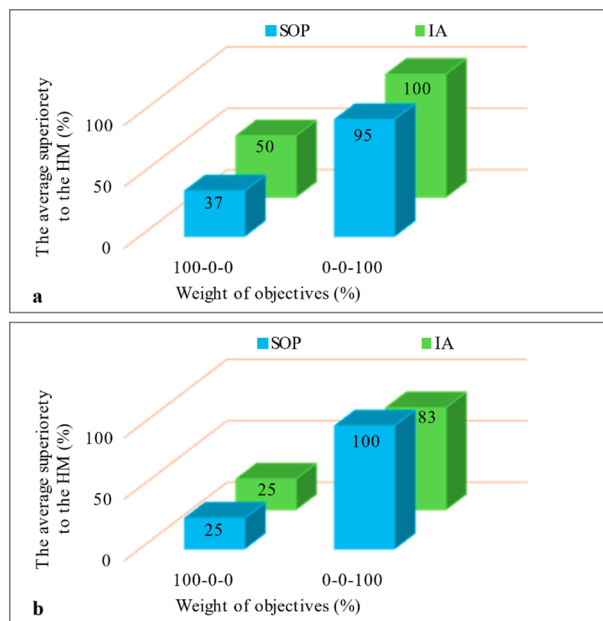 SOP IA
The average superiorety
to the HM (%)
100
50
0
37
50
95
100
100-0-0 0-0-100
Weight of objectives (%)
a
SOP IA
The average superiorety
to the HM (%)
100
50
0
25
25
100
83
100-0-0 0-0-100
Weight of objectives (%)
b